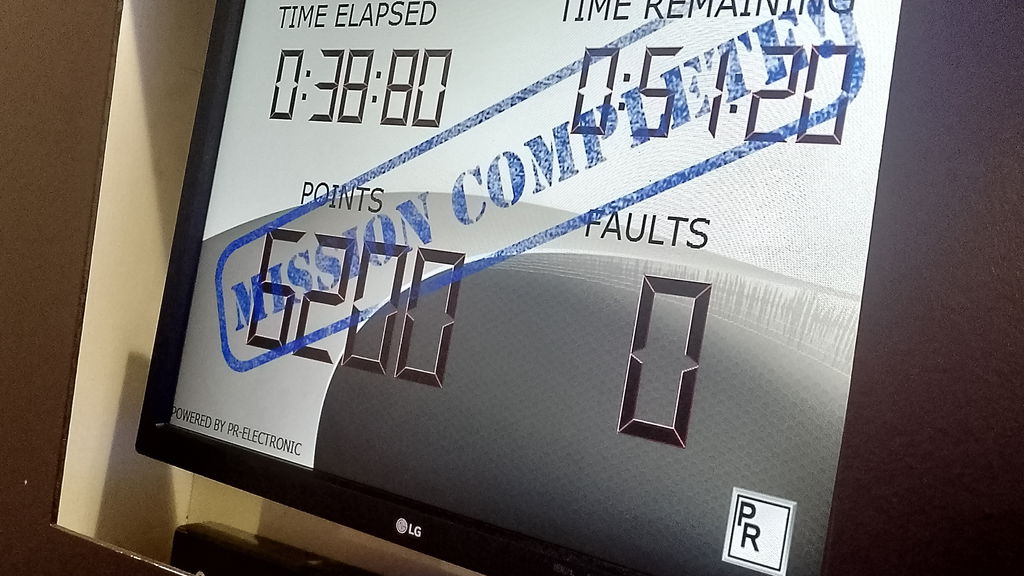 TIME ELAPSED
TIME REMAINING
0:38:80
0:51:20
MISSION COMPLETED
POINTS
FAULTS
6200
0
POWERED BY PR-ELECTRONIC
LG
PR